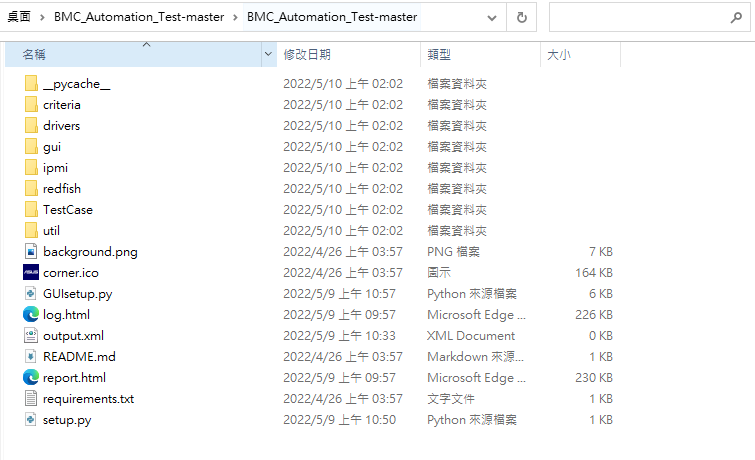 桌面 > BMC_Automation_Test-master > BMC_Automation_Test-master
名稱 修改日期 類型 大小
__pycache__ 2022/5/10 上午 02:02 檔案資料夾
criteria 2022/5/10 上午 02:02 檔案資料夾
drivers 2022/5/10 上午 02:02 檔案資料夾
gui 2022/5/10 上午 02:02 檔案資料夾
ipmi 2022/5/10 上午 02:02 檔案資料夾
redfish 2022/5/10 上午 02:02 檔案資料夾
TestCase 2022/5/10 上午 02:02 檔案資料夾
util 2022/5/10 上午 02:02 檔案資料夾
background.png 2022/4/26 上午 03:57 PNG 檔案 7 KB
ASUS corner.ico 2022/4/26 上午 03:57 圖示 164 KB
GUIsetup.py 2022/5/9 上午 10:57 Python 來源檔案 6 KB
log.html 2022/5/9 上午 09:57 Microsoft Edge ... 226 KB
output.xml 2022/5/9 上午 10:33 XML Document 0 KB
README.md 2022/4/26 上午 03:57 Markdown 來源... 1 KB
report.html 2022/5/9 上午 09:57 Microsoft Edge ... 230 KB
requirements.txt 2022/4/26 上午 03:57 文字文件 1 KB
setup.py 2022/5/9 上午 10:50 Python 來源檔案 1 KB